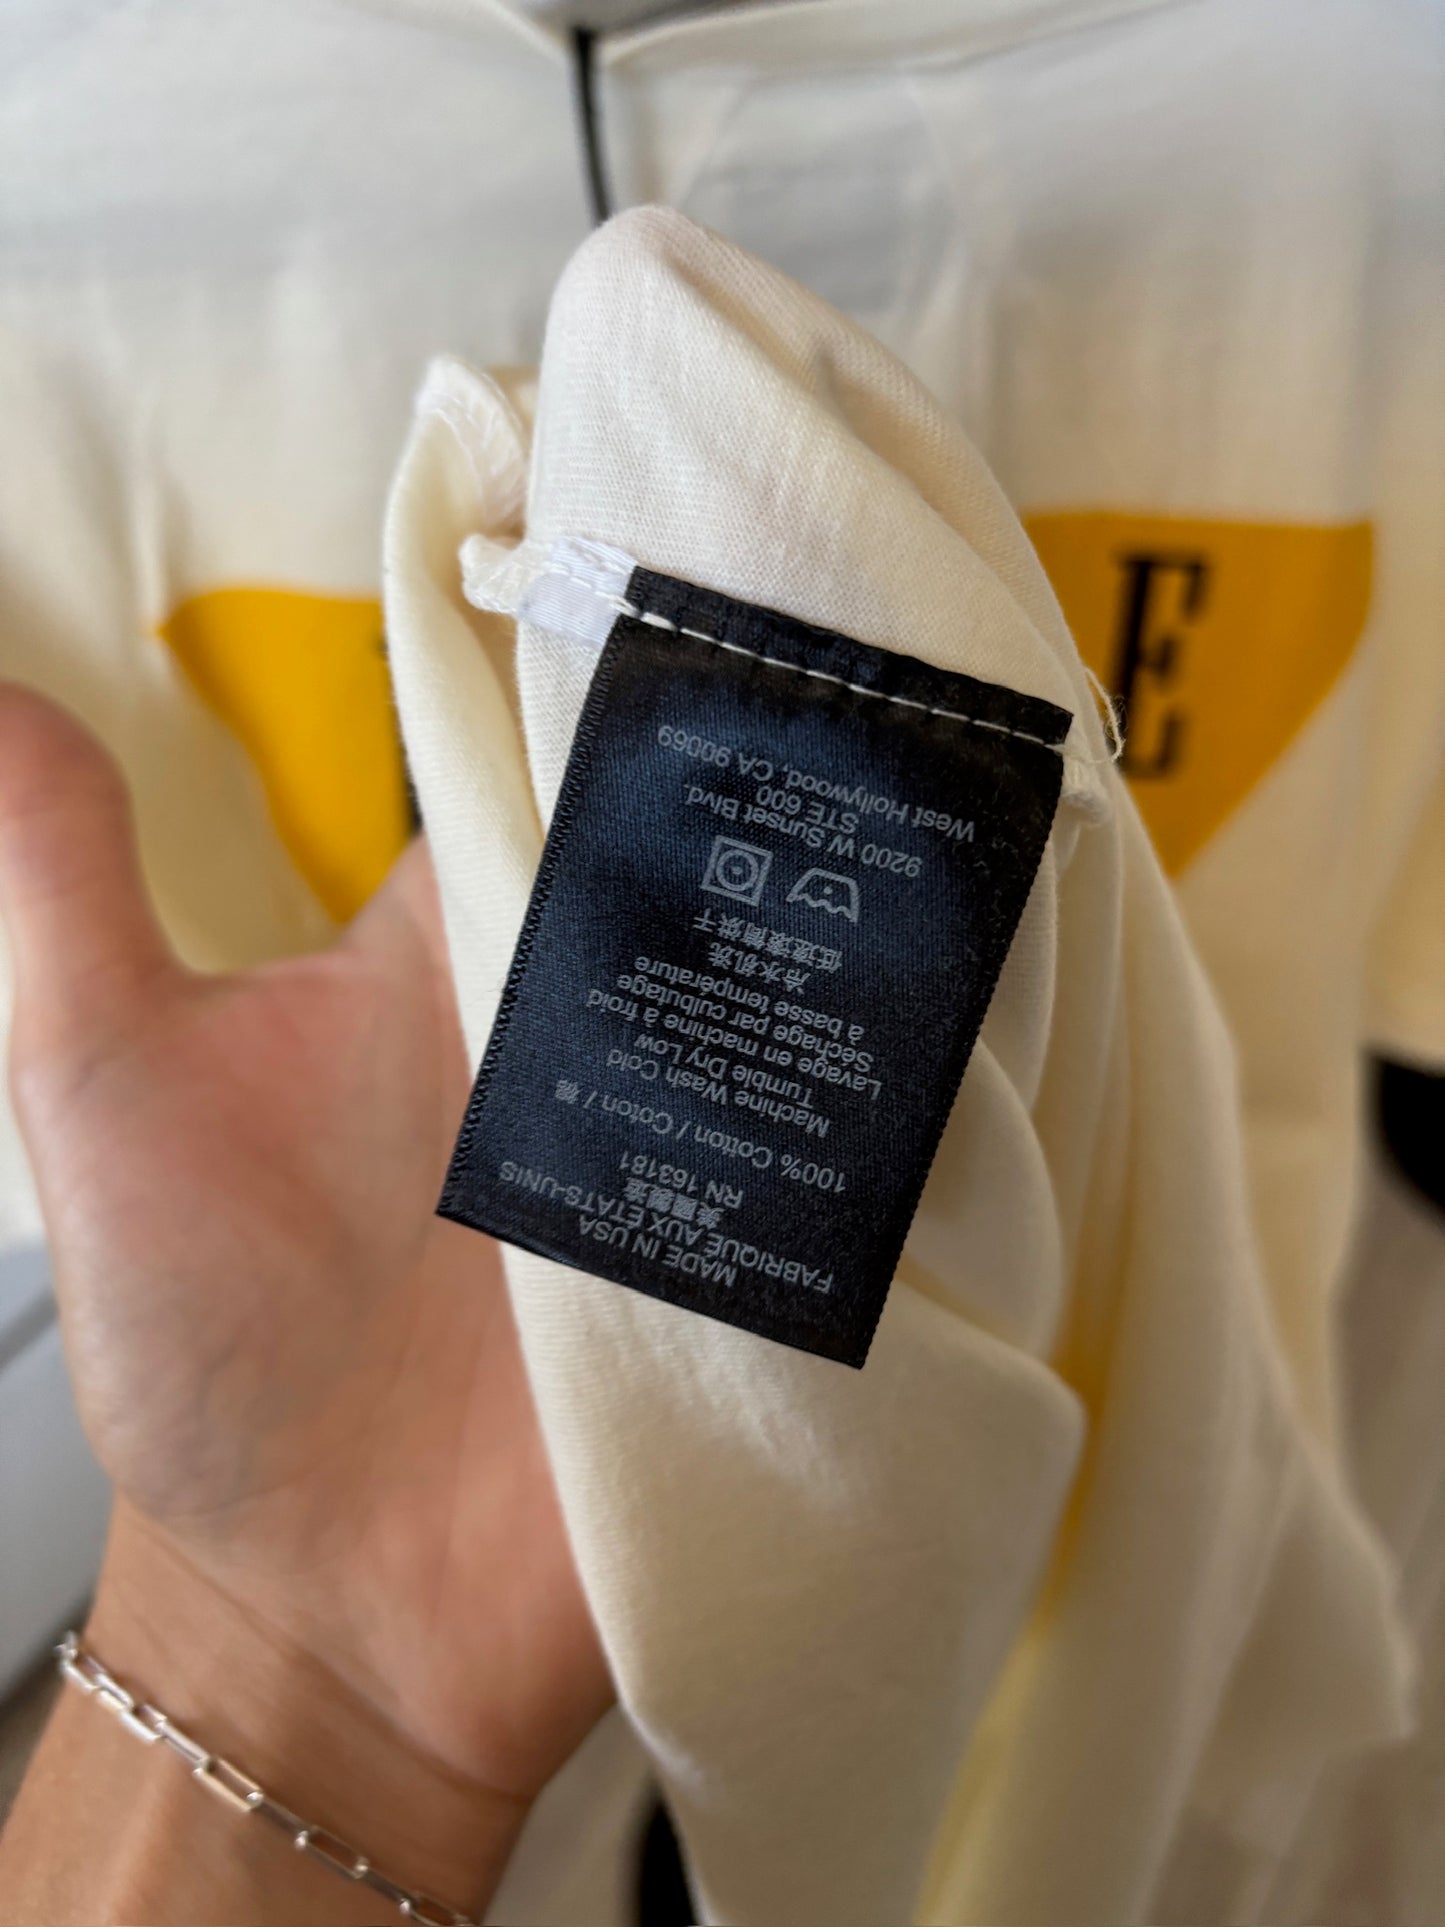 MADE IN USA
FABRIQUÉ AUX ETATS-UNIS
美國製造
RN 163181
100% Cotton / Coton / 棉
Machine Wash Cold
Tumble Dry Low
Lavage en machine à froid
Séchage par culbutage
à basse température
冷水机洗
低速滚筒烘干
9200 W Sunset Blvd.
STE 600
West Hollywood, CA 90069
E